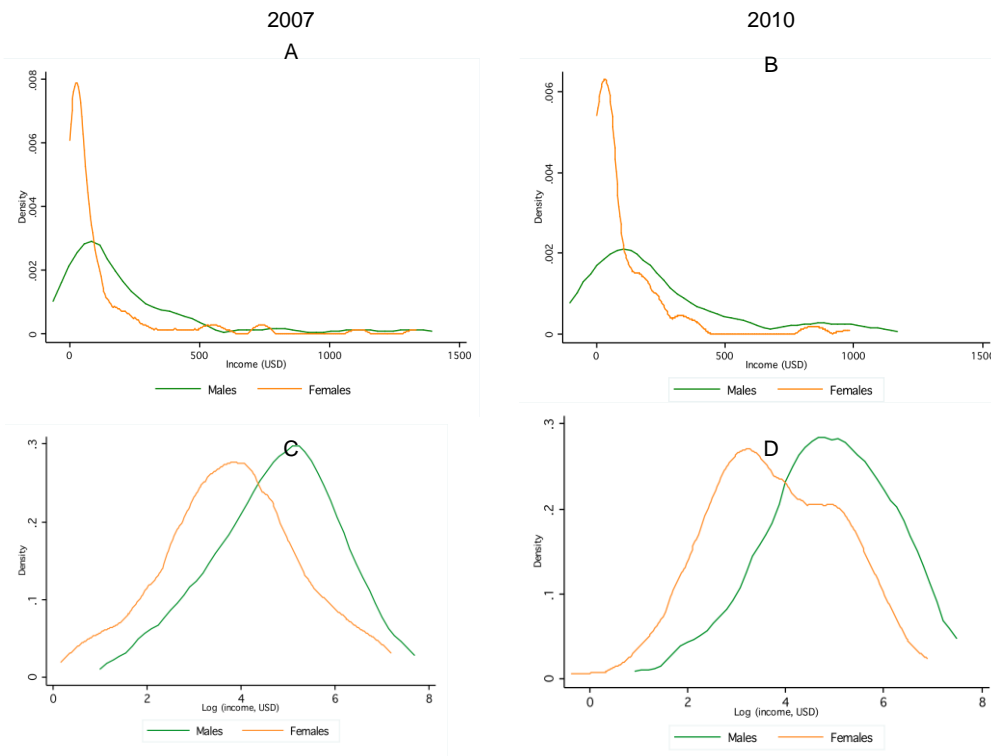 2007 2010
A
B
.008
.006
.004
.002
0
Density
0 500 1000 1500
Income (USD)
Males Females
.006
.004
.002
0
Density
0 500 1000 1500
Income (USD)
Males Females
C
.3
.2
.1
0
Density
0 2 4 6 8
Log (income, USD)
Males Females
D
.3
.2
.1
0
Density
0 2 4 6 8
Log (income, USD)
Males Females